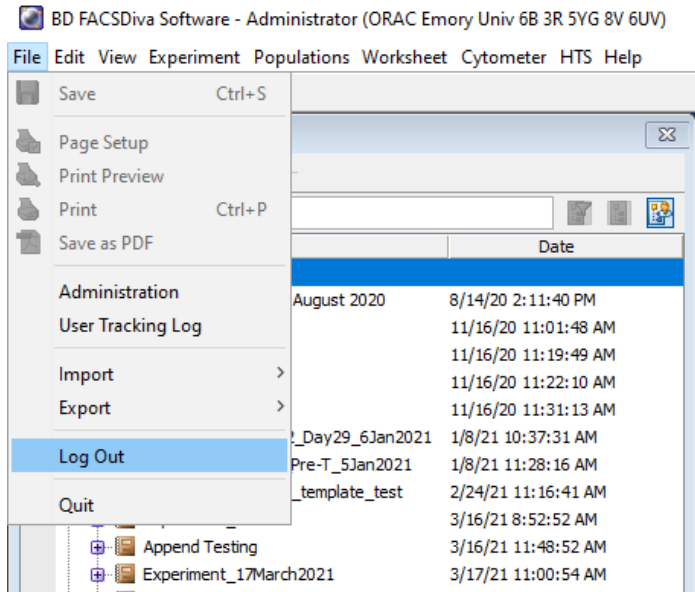 BD FACSDiva Software - Administrator (ORAC Emory Univ 6B 3R 5YG 8V 6UV)
File Edit View Experiment Populations Worksheet Cytometer HTS Help
Save Ctrl+S
Page Setup
Print Preview
Print Ctrl+P
Save as PDF
Date
Administration
August 2020 8/14/20 2:11:40 PM
User Tracking Log
11/16/20 11:01:48 AM
11/16/20 11:19:49 AM
Import
11/16/20 11:22:10 AM
Export
11/16/20 11:31:13 AM
_Day29_6Jan2021 1/8/21 10:37:31 AM
Log Out
Pre-T_5Jan2021 1/8/21 11:28:16 AM
_template_test 2/24/21 11:16:41 AM
Quit
3/16/21 8:52:52 AM
Append Testing 3/16/21 11:48:52 AM
Experiment_17March2021 3/17/21 11:00:54 AM